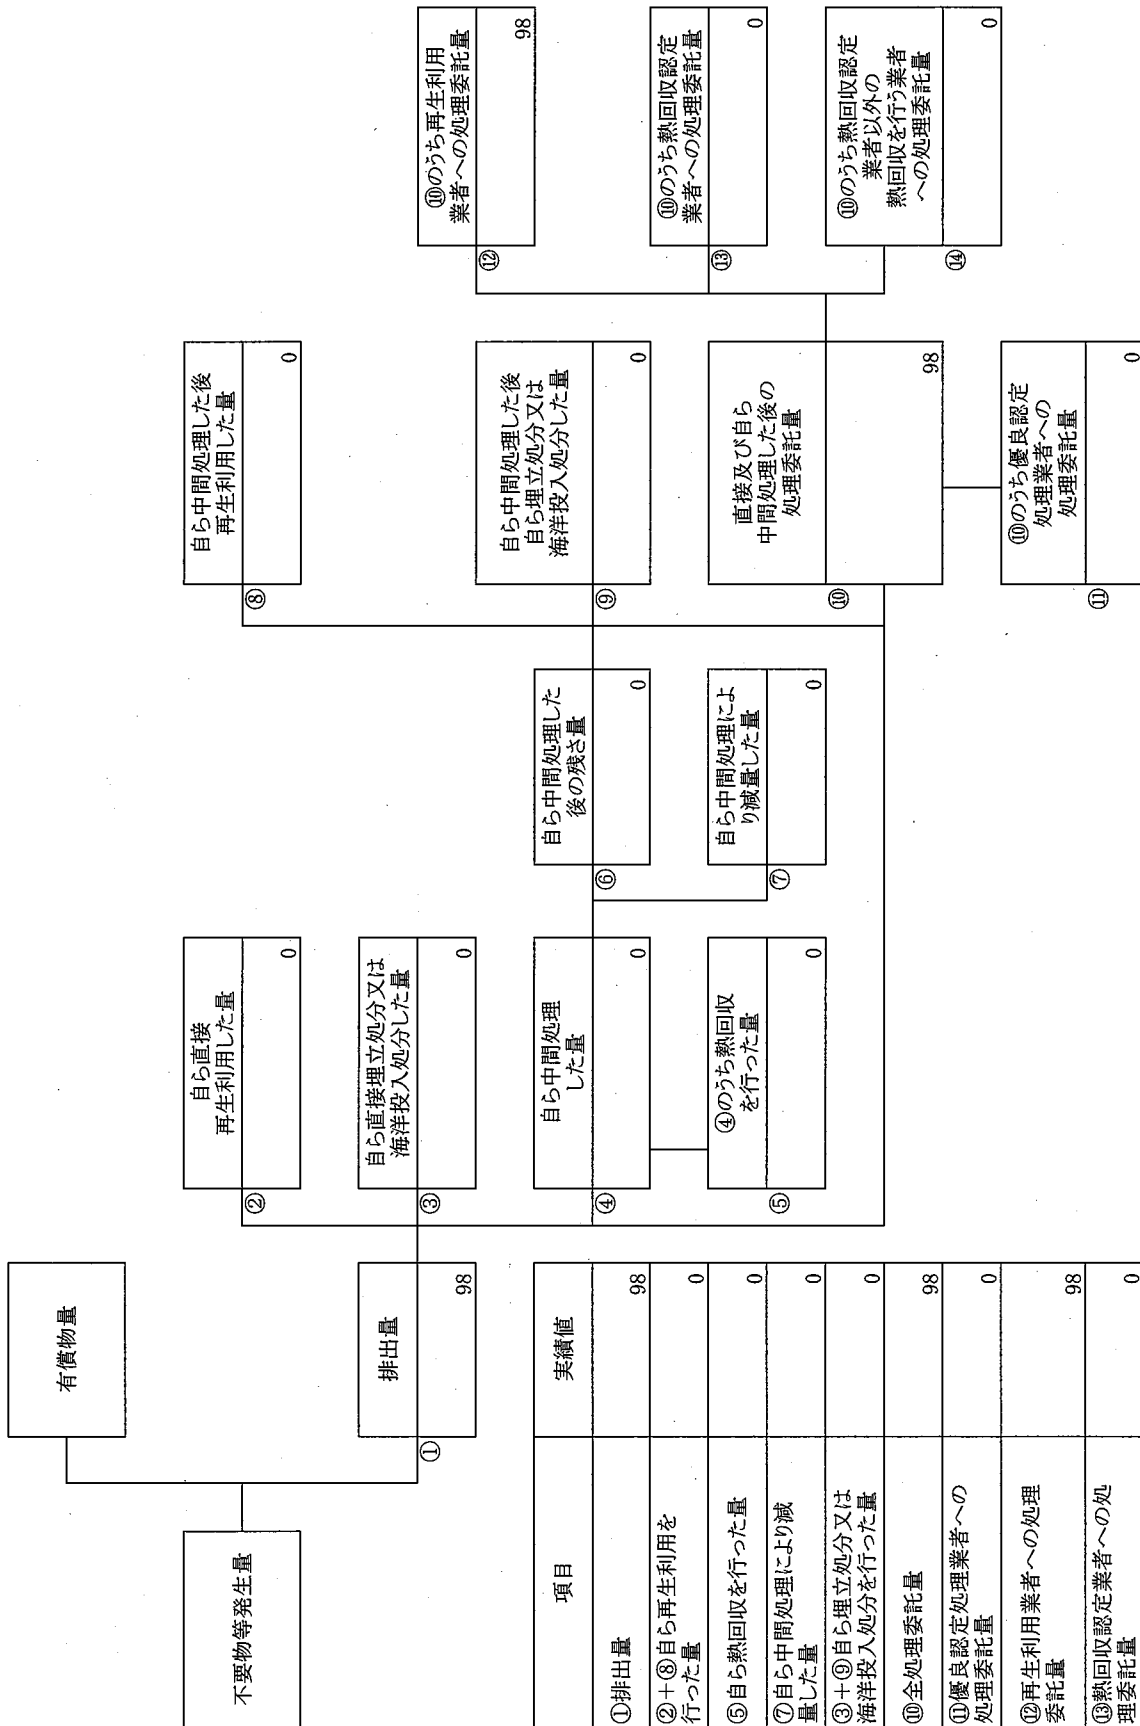 不要物等発生量
有償物量
排出量
①
98
自ら直接
再生利用した量
②
0
自ら直接埋立処分又は
海洋投入処分した量
③
0
自ら中間処理
した量
④
0
④のうち熱回収
を行った量
⑤
0
自ら中間処理した
後の残さ量
⑥
0
自ら中間処理によ
り減量した量
⑦
0
自ら中間処理した後
再生利用した量
⑧
0
自ら中間処理した後
自ら埋立処分又は
海洋投入処分した量
⑨
0
直接及び自ら
中間処理した後の
処理委託量
⑩
98
⑩のうち優良認定
処理業者への
処理委託量
⑪
0
⑩のうち再生利用
業者への処理委託量
⑫
98
⑩のうち熱回収認定
業者への処理委託量
⑬
0
⑩のうち熱回収認定
業者以外の
熱回収を行う業者
への処理委託量
⑭
0
項目 実績値
①排出量 98
②+⑧自ら再生利用を
行った量 0
⑤自ら熱回収を行った量 0
⑦自ら中間処理により減
量した量 0
③+⑨自ら埋立処分又は
海洋投入処分を行った量 0
⑩全処理委託量 98
⑪優良認定処理業者への
処理委託量 0
⑫再生利用業者への処理
委託量 98
⑬熱回収認定業者への処
理委託量 0